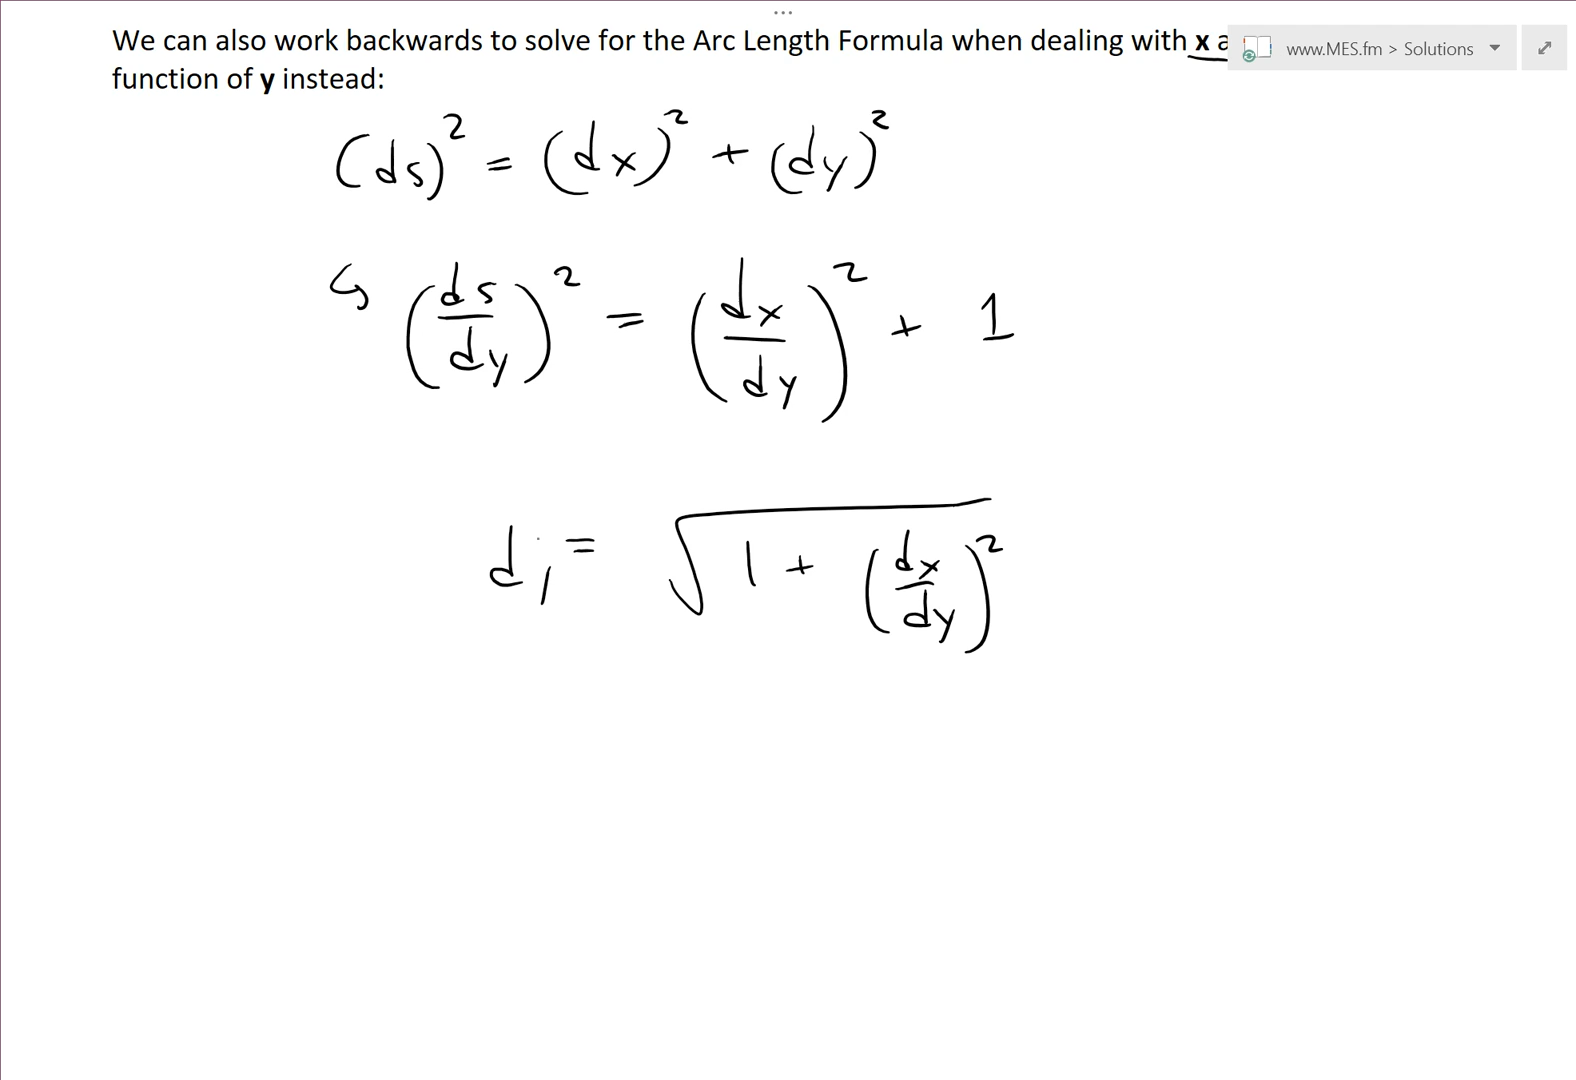 ...
We can also work backwards to solve for the Arc Length Formula when dealing with x a
www.MES.fm > Solutions
function of y instead:
(ds)² = (dx)² + (dy)²
↪ (ds/dy)² = (dx/dy)² + 1
d = √(1 + (dx/dy)²)